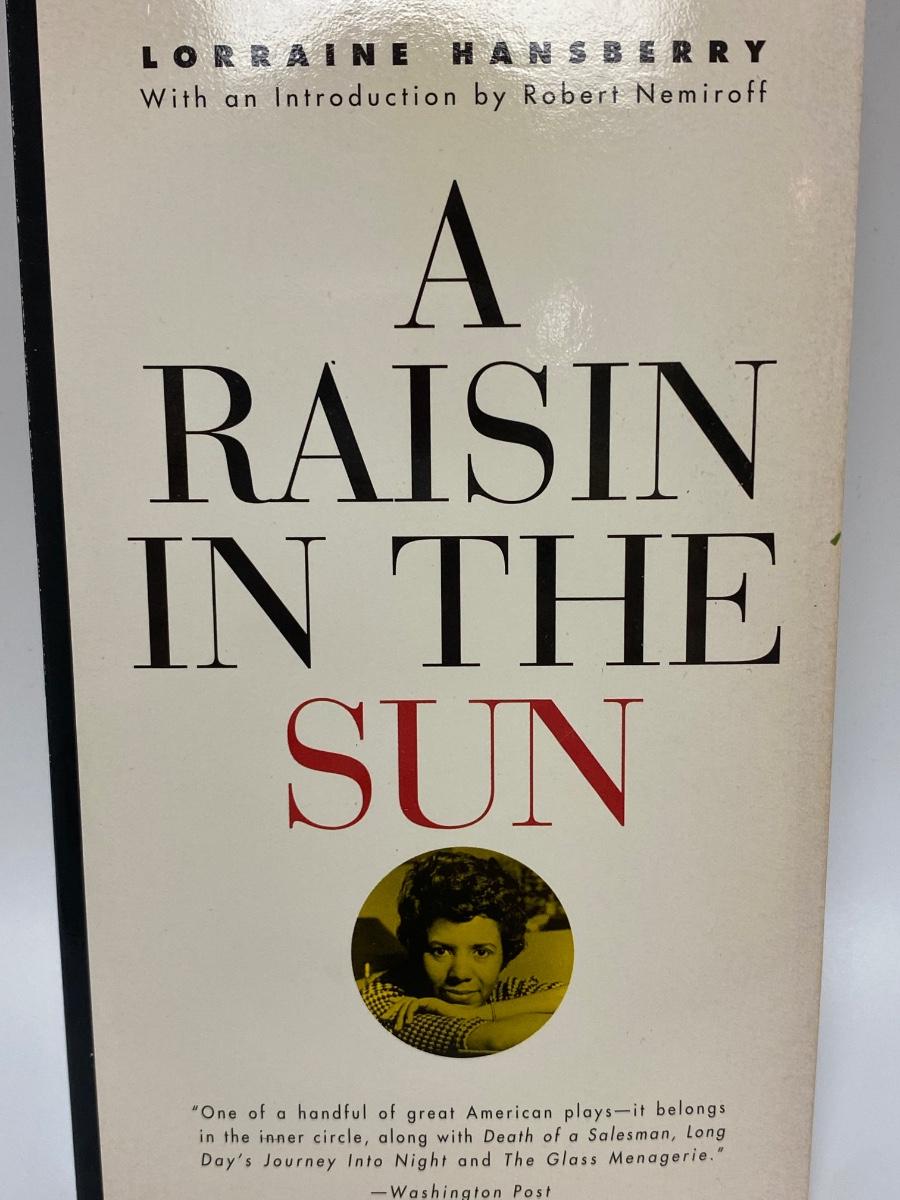 LORRAINE HANSBERRY
With an Introduction by Robert Nemiroff
A
RAISIN
IN THE
SUN
“One of a handful of great American plays—it belongs
in the inner circle, along with Death of a Salesman, Long
Day’s Journey Into Night and The Glass Menagerie.”
—Washington Post